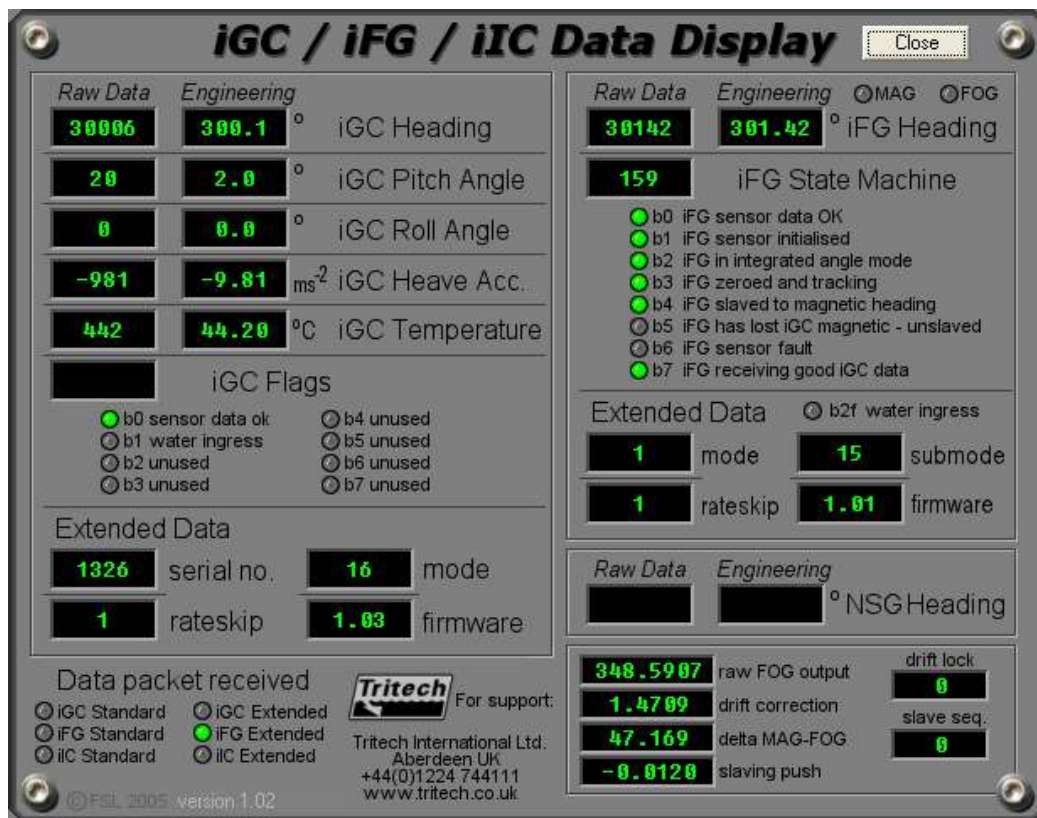 iGC / iFG / iIC Data Display
Close
Raw Data Engineering
30006 300.1 ° iGC Heading
20 2.0 ° iGC Pitch Angle
0 0.0 ° iGC Roll Angle
-981 -9.81 ms-2 iGC Heave Acc.
442 44.20 °C iGC Temperature
iGC Flags
b0 sensor data ok b4 unused
b1 water ingress b5 unused
b2 unused b6 unused
b3 unused b7 unused
Extended Data
1326 serial no. 16 mode
1 rateskip 1.03 firmware
Raw Data Engineering MAG FOG
30142 301.42 ° iFG Heading
159 iFG State Machine
b0 iFG sensor data OK
b1 iFG sensor initialised
b2 iFG in integrated angle mode
b3 iFG zeroed and tracking
b4 iFG slaved to magnetic heading
b5 iFG has lost iGC magnetic - unslaved
b6 iFG sensor fault
b7 iFG receiving good iGC data
Extended Data b2f water ingress
1 mode 15 submode
1 rateskip 1.01 firmware
Raw Data Engineering
° NSG Heading
348.5907 raw FOG output
1.4709 drift correction
47.169 delta MAG-FOG
-0.0120 slaving push
drift lock
0
slave seq.
0
Data packet received
iGC Standard iGC Extended
iFG Standard iFG Extended
iIC Standard iIC Extended
Tritech For support:
Tritech International Ltd.
Aberdeen UK
+44(0)1224 744111
www.tritech.co.uk
©FSL 2005 version 1.02